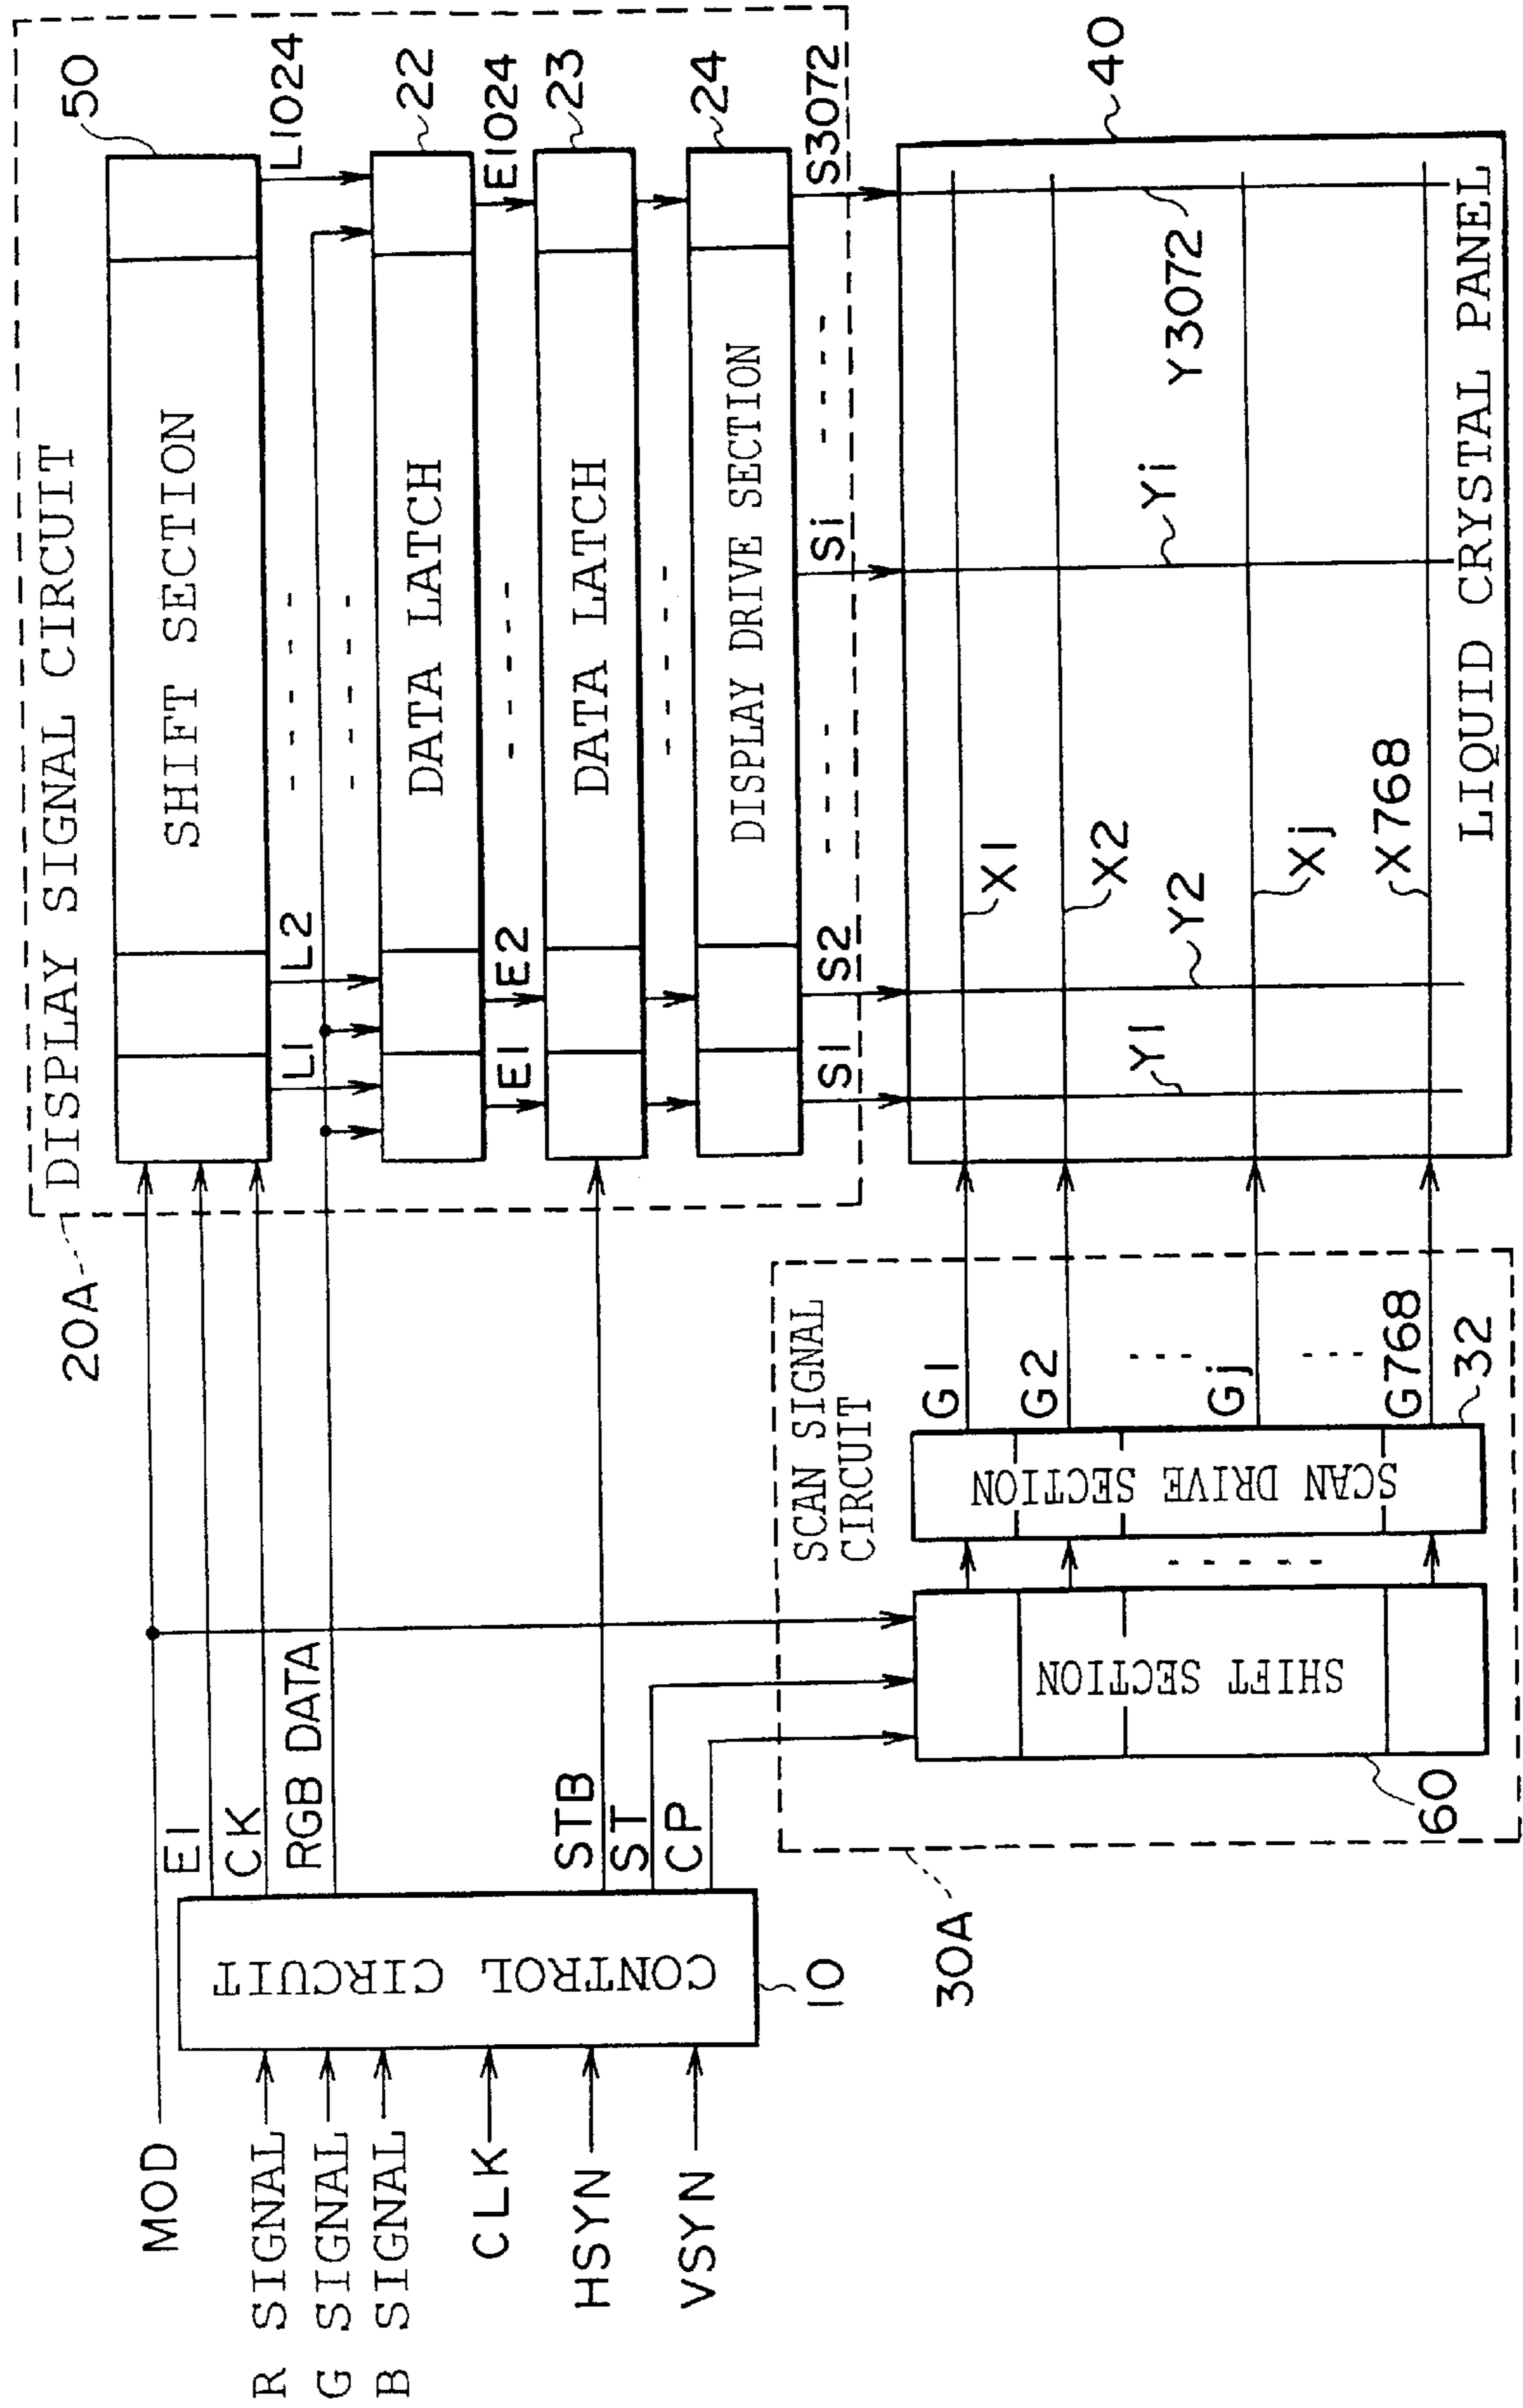 20A
DISPLAY SIGNAL CIRCUIT
50
SHIFT SECTION
L1
L2
L1024
22
DATA LATCH
E1
E2
E1024
23
DATA LATCH
24
DISPLAY DRIVE SECTION
S1
S2
Si
S3072
MOD
R SIGNAL
G SIGNAL
B SIGNAL
CLK
HSYN
VSYN
CONTROL CIRCUIT
10
EI
CK
RGB DATA
STB
ST
CP
30A
SCAN SIGNAL
CIRCUIT
SHIFT SECTION
60
SCAN DRIVE SECTION
32
G1
G2
Gj
G768
40
X1
X2
Xj
X768
Y1
Y2
Yi
Y3072
LIQUID CRYSTAL PANEL